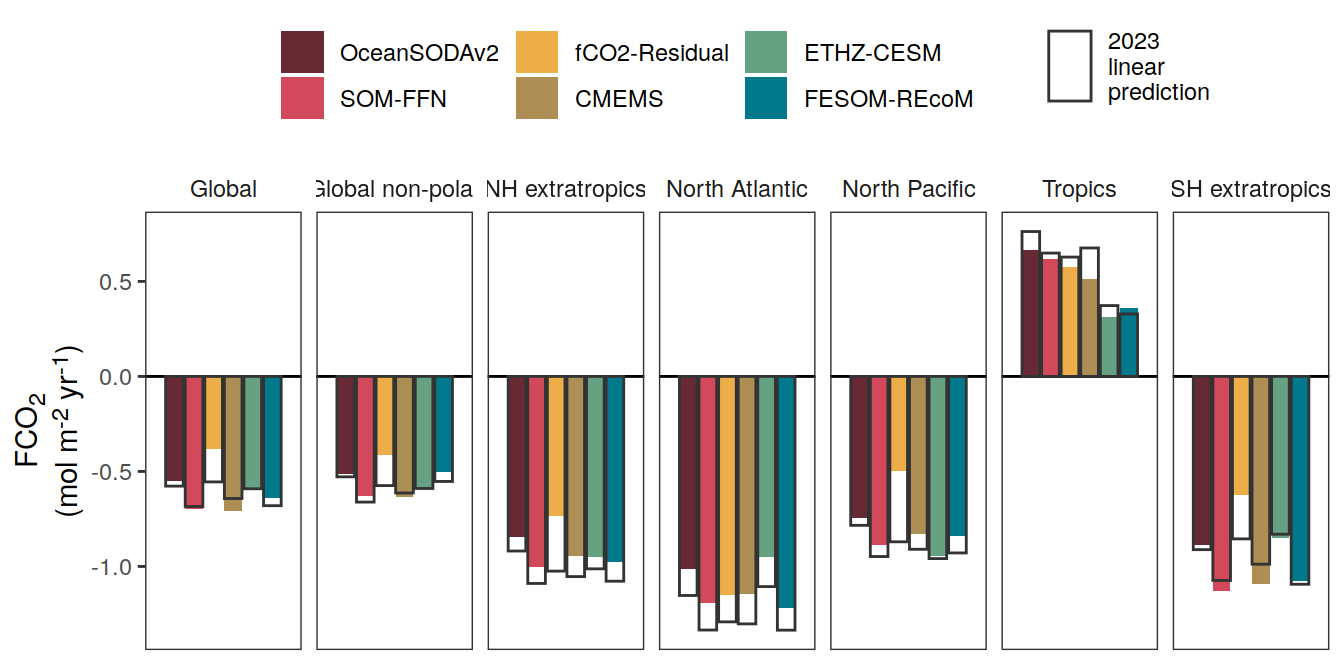 OceanSODAv2 fCO2-Residual ETHZ-CESM
SOM-FFN CMEMS FESOM-REcoM
2023
linear
prediction
Global Global non-pola NH extratropics North Atlantic North Pacific Tropics SH extratropics
0.5
0.0
-0.5
-1.0
FCO₂
(mol m⁻² yr⁻¹)